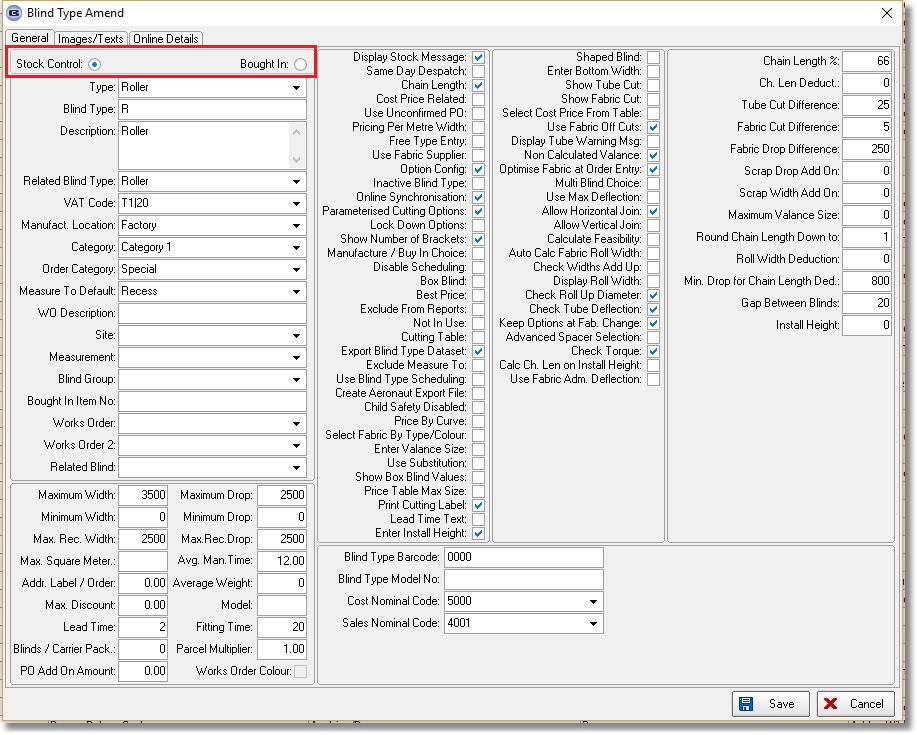 Blind Type Amend
General Images/Texts Online Details
Stock Control: Bought In:
Type: Roller
Blind Type: R
Description: Roller
Related Blind Type: Roller
VAT Code: T1|20
Manufact. Location: Factory
Category: Category 1
Order Category: Special
Measure To Default: Recess
WO Description:
Site:
Measurement:
Blind Group:
Bought In Item No:
Works Order:
Works Order 2:
Related Blind:
Maximum Width: 3500 Maximum Drop: 2500
Minimum Width: 0 Minimum Drop: 0
Max. Rec. Width: 2500 Max.Rec.Drop: 2500
Max. Square Meter.: Avg. Man.Time: 12.00
Addr. Label / Order: 0.00 Average Weight: 0
Max. Discount: 0.00 Model:
Lead Time: 2 Fitting Time: 20
Blinds / Carrier Pack.: 0 Parcel Multiplier: 1.00
PO Add On Amount: 0.00 Works Order Colour:
Display Stock Message:
Same Day Despatch:
Chain Length:
Cost Price Related:
Use Unconfirmed PO:
Pricing Per Metre Width:
Free Type Entry:
Use Fabric Supplier:
Option Config:
Inactive Blind Type:
Online Synchronisation:
Parameterised Cutting Options:
Lock Down Options:
Show Number of Brackets:
Manufacture / Buy In Choice:
Disable Scheduling:
Box Blind:
Best Price:
Exclude From Reports:
Not In Use:
Cutting Table:
Export Blind Type Dataset:
Exclude Measure To:
Use Blind Type Scheduling:
Create Aeronaut Export File:
Child Safety Disabled:
Price By Curve:
Select Fabric By Type/Colour:
Enter Valance Size:
Use Substitution:
Show Box Blind Values:
Price Table Max Size:
Print Cutting Label:
Lead Time Text:
Enter Install Height:
Shaped Blind:
Enter Bottom Width:
Show Tube Cut:
Show Fabric Cut:
Select Cost Price From Table:
Use Fabric Off Cuts:
Display Tube Warning Msg:
Non Calculated Valance:
Optimise Fabric at Order Entry:
Multi Blind Choice:
Use Max Deflection:
Allow Horizontal Join:
Allow Vertical Join:
Calculate Feasibility:
Auto Calc Fabric Roll Width:
Check Widths Add Up:
Display Roll Width:
Check Roll Up Diameter:
Check Tube Deflection:
Keep Options at Fab. Change:
Advanced Spacer Selection:
Check Torque:
Calc Ch. Len on Install Height:
Use Fabric Adm. Deflection:
Chain Length %: 66
Ch. Len Deduct.: 0
Tube Cut Difference: 25
Fabric Cut Difference: 5
Fabric Drop Difference: 250
Scrap Drop Add On: 0
Scrap Width Add On: 0
Maximum Valance Size: 0
Round Chain Length Down to: 1
Roll Width Deduction: 0
Min. Drop for Chain Length Ded.: 800
Gap Between Blinds: 20
Install Height: 0
Blind Type Barcode: 0000
Blind Type Model No:
Cost Nominal Code: 5000
Sales Nominal Code: 4001
Save Cancel